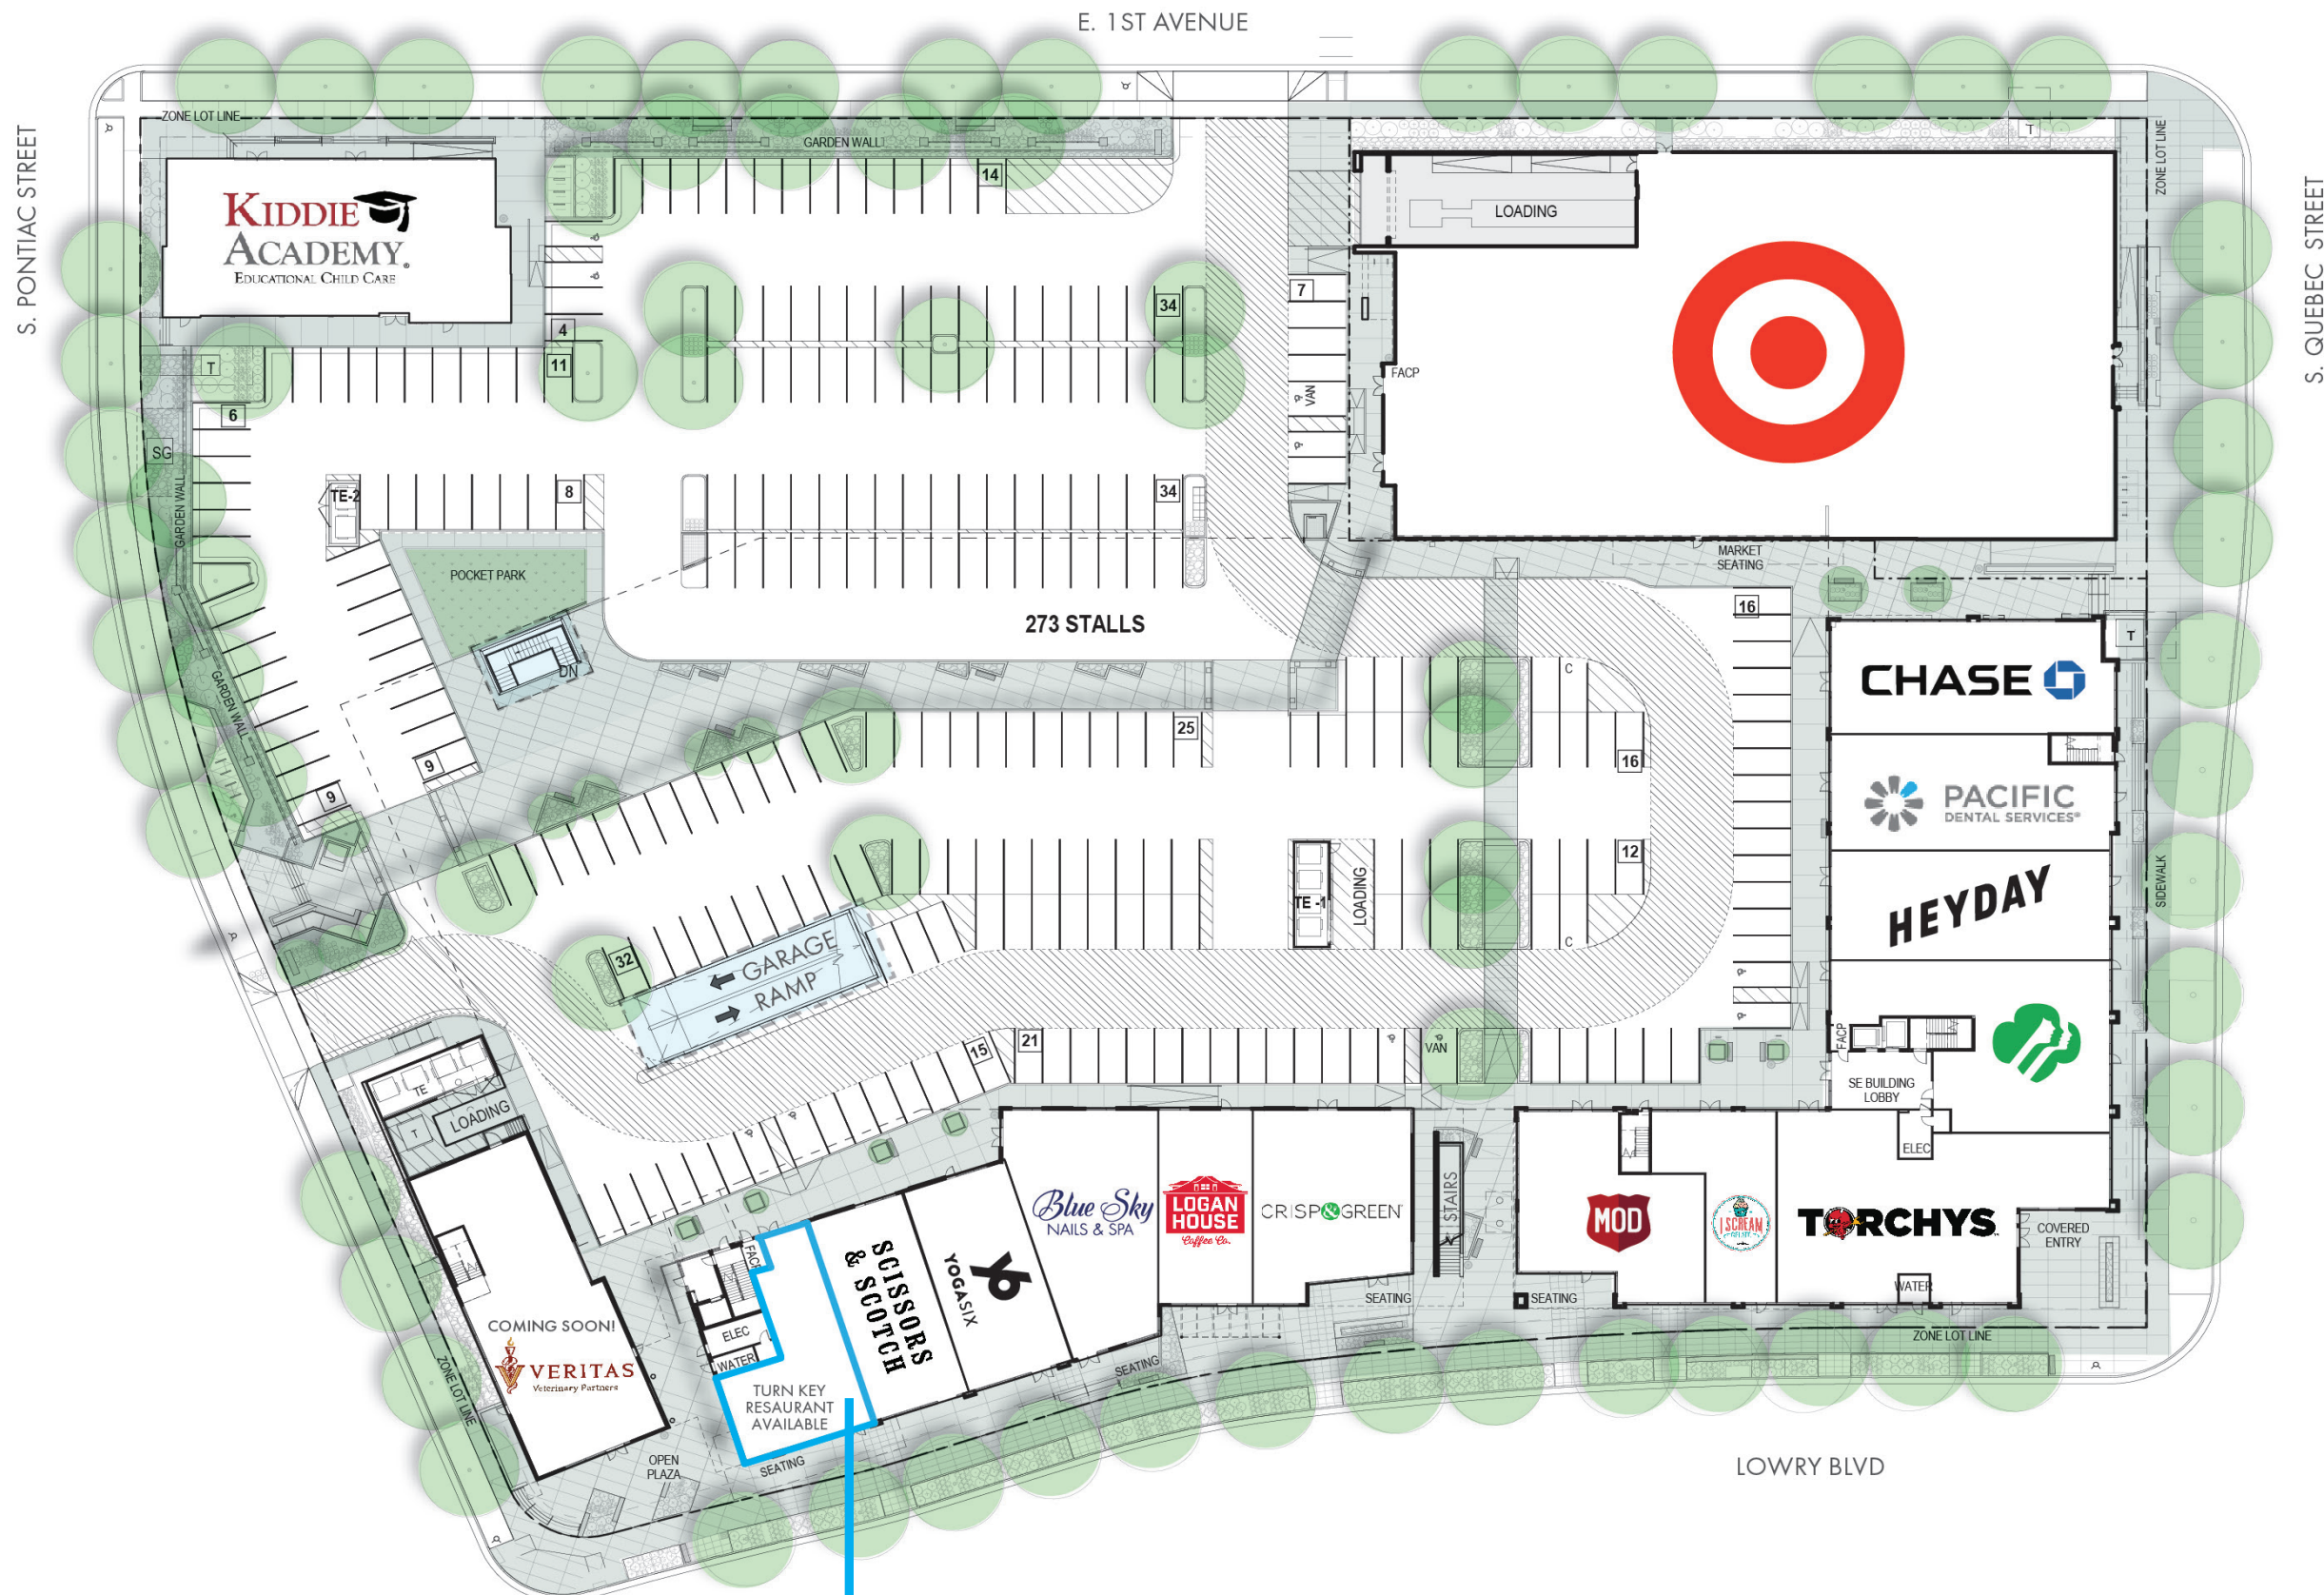 E. 1ST AVENUE
S. PONTIAC STREET
S. QUEBEC STREET
ZONE LOT LINE
GARDEN WALL
ZONE LOT LINE
T
14
KIDDIE
ACADEMY®
EDUCATIONAL CHILD CARE
LOADING
7
34
4
11
T
VAN
FACP
6
SG
GARDEN WALL
TE-2
8
34
MARKET
SEATING
POCKET PARK
273 STALLS
16
T
DN
GARDEN WALL
C
CHASE
25
9
16
9
PACIFIC
DENTAL SERVICES®
12
TE -1
LOADING
HEYDAY
SIDEWALK
GARAGE
RAMP
32
C
15
21
VAN
FACP
SE BUILDING
LOBBY
ELEC
TE
T
LOADING
STAIRS
Blue Sky
NAILS & SPA
LOGAN
HOUSE
Coffee Co.
CRISP&GREEN
MOD
I SCREAM
GELATO
TORCHYS
COVERED
ENTRY
WATER
FACP
SCISSORS
& SCOTCH
YOGASIX
Y6
SEATING
SEATING
ELEC
WATER
COMING SOON!
VERITAS
Veterinary Partners
ZONE LOT LINE
ZONE LOT LINE
SEATING
TURN KEY
RESAURANT
AVAILABLE
OPEN
PLAZA
SEATING
LOWRY BLVD